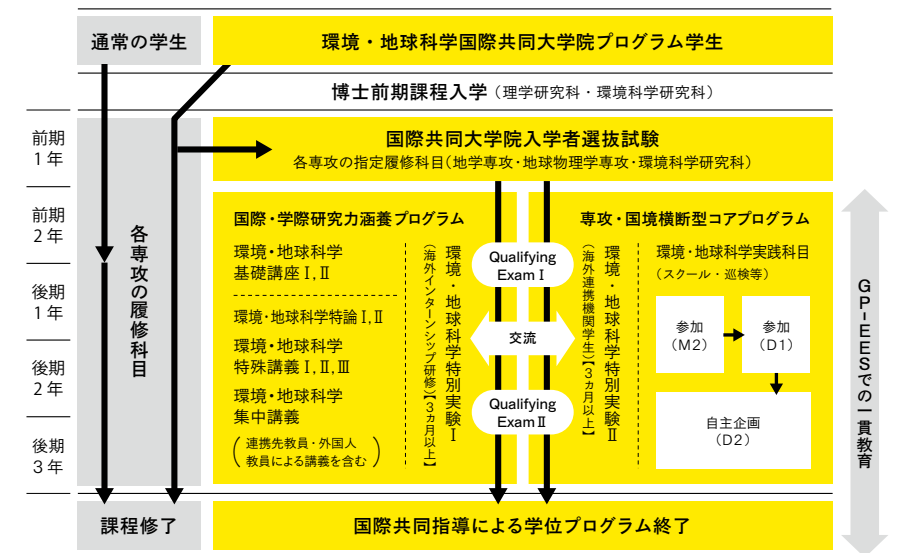 通常の学生
環境・地球科学国際共同大学院プログラム学生
博士前期課程入学(理学研究科・環境科学研究科)
前期
1年
国際共同大学院入学者選抜試験
各専攻の指定履修科目(地学専攻・地球物理学専攻・環境科学研究科)
前期
2年
後期
1年
後期
2年
後期
3年
各専攻の履修科目
国際・学際研究力涵養プログラム
環境・地球科学
基礎講座Ⅰ,Ⅱ
環境・地球科学特論Ⅰ,Ⅱ
環境・地球科学
特殊講義Ⅰ,Ⅱ,Ⅲ
環境・地球科学
集中講義
(連携先教員・外国人
教員による講義を含む)
環境・地球科学特別実験Ⅰ
(海外インターンシップ研修)【3ヵ月以上】
Qualifying
ExamⅠ
交流
Qualifying
ExamⅡ
専攻・国境横断型コアプログラム
環境・地球科学特別実験Ⅱ
(海外連携機関学生)【3ヵ月以上】
環境・地球科学実践科目
(スクール・巡検等)
参加
(M2)
参加
(D1)
自主企画
(D2)
GP-EESでの一貫教育
課程修了
国際共同指導による学位プログラム終了